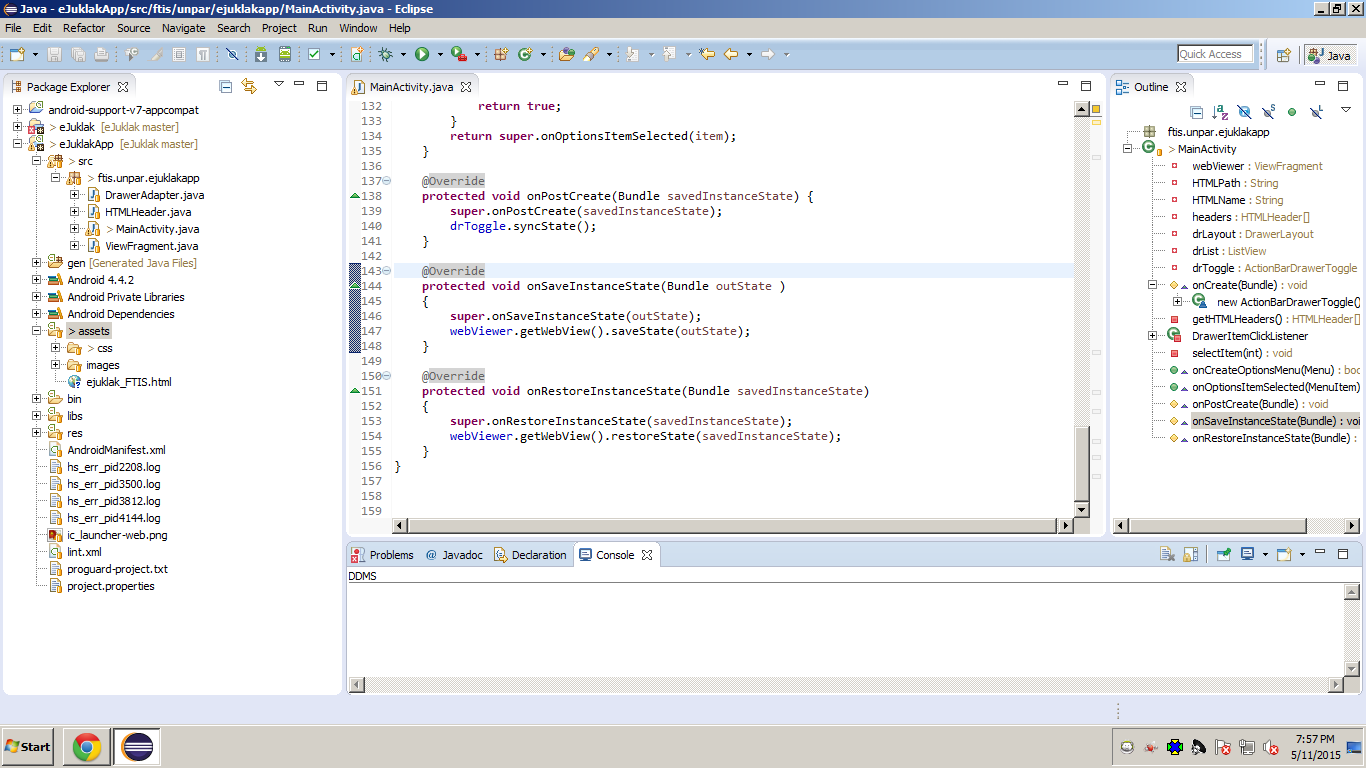 Java - eJuklakApp/src/ftis/unpar/ejuklakapp/MainActivity.java - Eclipse
File Edit Refactor Source Navigate Search Project Run Window Help
Quick Access
Java
Package Explorer
android-support-v7-appcompat
> eJuklak [eJuklak master]
> eJuklakApp [eJuklak master]
> src
> ftis.unpar.ejuklakapp
DrawerAdapter.java
HTMLHeader.java
> MainActivity.java
ViewFragment.java
gen [Generated Java Files]
Android 4.4.2
Android Private Libraries
Android Dependencies
> assets
> css
images
ejuklak_FTIS.html
bin
libs
res
AndroidManifest.xml
hs_err_pid2208.log
hs_err_pid3500.log
hs_err_pid3812.log
hs_err_pid4144.log
ic_launcher-web.png
lint.xml
proguard-project.txt
project.properties
MainActivity.java
132 return true;
133 }
134 return super.onOptionsItemSelected(item);
135 }
136
137 @Override
138 protected void onPostCreate(Bundle savedInstanceState) {
139 super.onPostCreate(savedInstanceState);
140 drToggle.syncState();
141 }
142
143 @Override
144 protected void onSaveInstanceState(Bundle outState )
145 {
146 super.onSaveInstanceState(outState);
147 webViewer.getWebView().saveState(outState);
148 }
149
150 @Override
151 protected void onRestoreInstanceState(Bundle savedInstanceState)
152 {
153 super.onRestoreInstanceState(savedInstanceState);
154 webViewer.getWebView().restoreState(savedInstanceState);
155 }
156 }
157
158
159
Outline
ftis.unpar.ejuklakapp
> MainActivity
webViewer : ViewFragment
HTMLPath : String
HTMLName : String
headers : HTMLHeader[]
drLayout : DrawerLayout
drList : ListView
drToggle : ActionBarDrawerToggle
onCreate(Bundle) : void
new ActionBarDrawerToggle()
getHTMLHeaders() : HTMLHeader[]
DrawerItemClickListener
selectItem(int) : void
onCreateOptionsMenu(Menu) : boo
onOptionsItemSelected(MenuItem)
onPostCreate(Bundle) : void
onSaveInstanceState(Bundle) : voi
onRestoreInstanceState(Bundle) :
Problems @ Javadoc Declaration Console
DDMS
Start
7:57 PM
5/11/2015